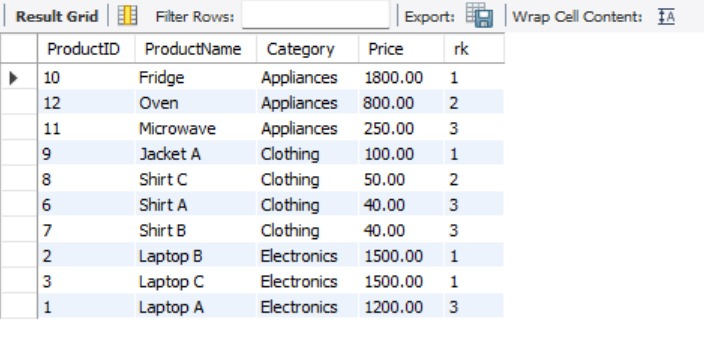 Result Grid Filter Rows: Export: Wrap Cell Content:
ProductID ProductName Category Price rk
10 Fridge Appliances 1800.00 1
12 Oven Appliances 800.00 2
11 Microwave Appliances 250.00 3
9 Jacket A Clothing 100.00 1
8 Shirt C Clothing 50.00 2
6 Shirt A Clothing 40.00 3
7 Shirt B Clothing 40.00 3
2 Laptop B Electronics 1500.00 1
3 Laptop C Electronics 1500.00 1
1 Laptop A Electronics 1200.00 3